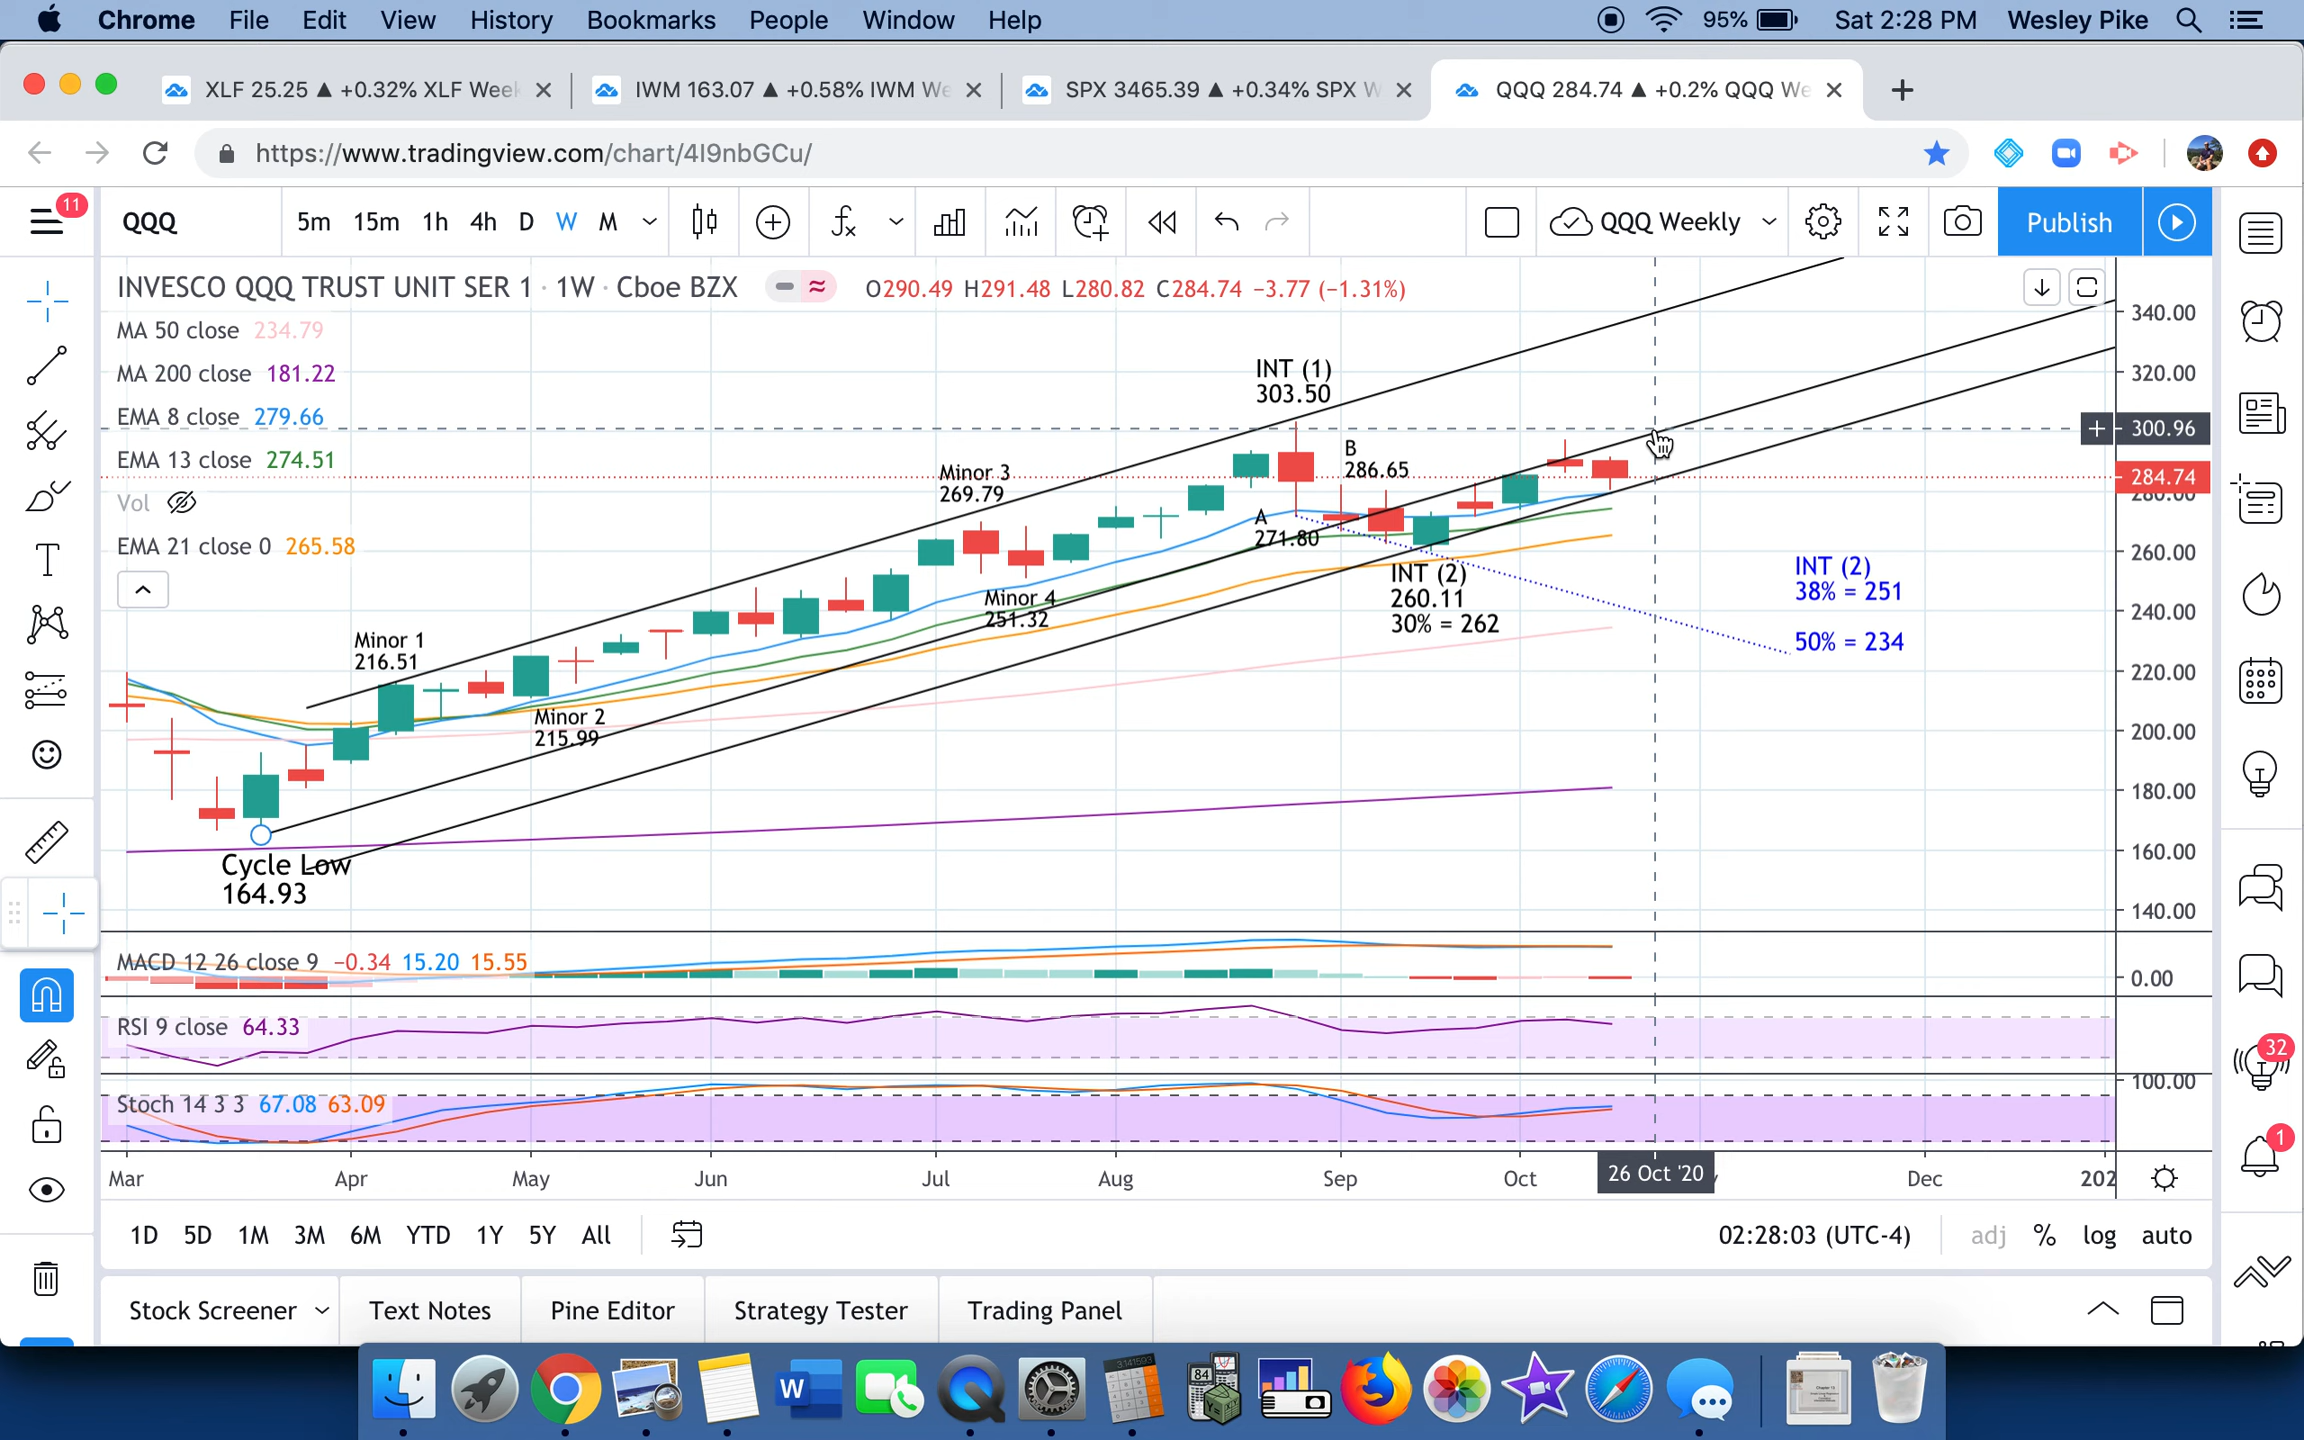 Chrome File Edit View History Bookmarks People Window Help 95% Sat 2:28 PM Wesley Pike
XLF 25.25 ▲ +0.32% XLF Week
IWM 163.07 ▲ +0.58% IWM We
SPX 3465.39 ▲ +0.34% SPX W
QQQ 284.74 ▲ +0.2% QQQ We
https://www.tradingview.com/chart/4I9nbGCu/
11
QQQ 5m 15m 1h 4h D W M QQQ Weekly Publish
INVESCO QQQ TRUST UNIT SER 1 · 1W · Cboe BZX O290.49 H291.48 L280.82 C284.74 −3.77 (−1.31%)
MA 50 close 234.79
MA 200 close 181.22
EMA 8 close 279.66
EMA 13 close 274.51
Vol
EMA 21 close 0 265.58
INT (1)
303.50
Minor 3
269.79
B
286.65
A
271.80
Minor 4
251.32
INT (2)
260.11
30% = 262
INT (2)
38% = 251
50% = 234
Minor 1
216.51
Minor 2
215.99
Cycle Low
164.93
340.00
320.00
300.96
284.74
280.00
260.00
240.00
220.00
200.00
180.00
160.00
140.00
MACD 12 26 close 9 −0.34 15.20 15.55
0.00
RSI 9 close 64.33
Stoch 14 3 3 67.08 63.09
100.00
32
1
Mar Apr May Jun Jul Aug Sep Oct 26 Oct '20 Dec 202
1D 5D 1M 3M 6M YTD 1Y 5Y All 02:28:03 (UTC-4) adj % log auto
Stock Screener Text Notes Pine Editor Strategy Tester Trading Panel
3.141593
84
W